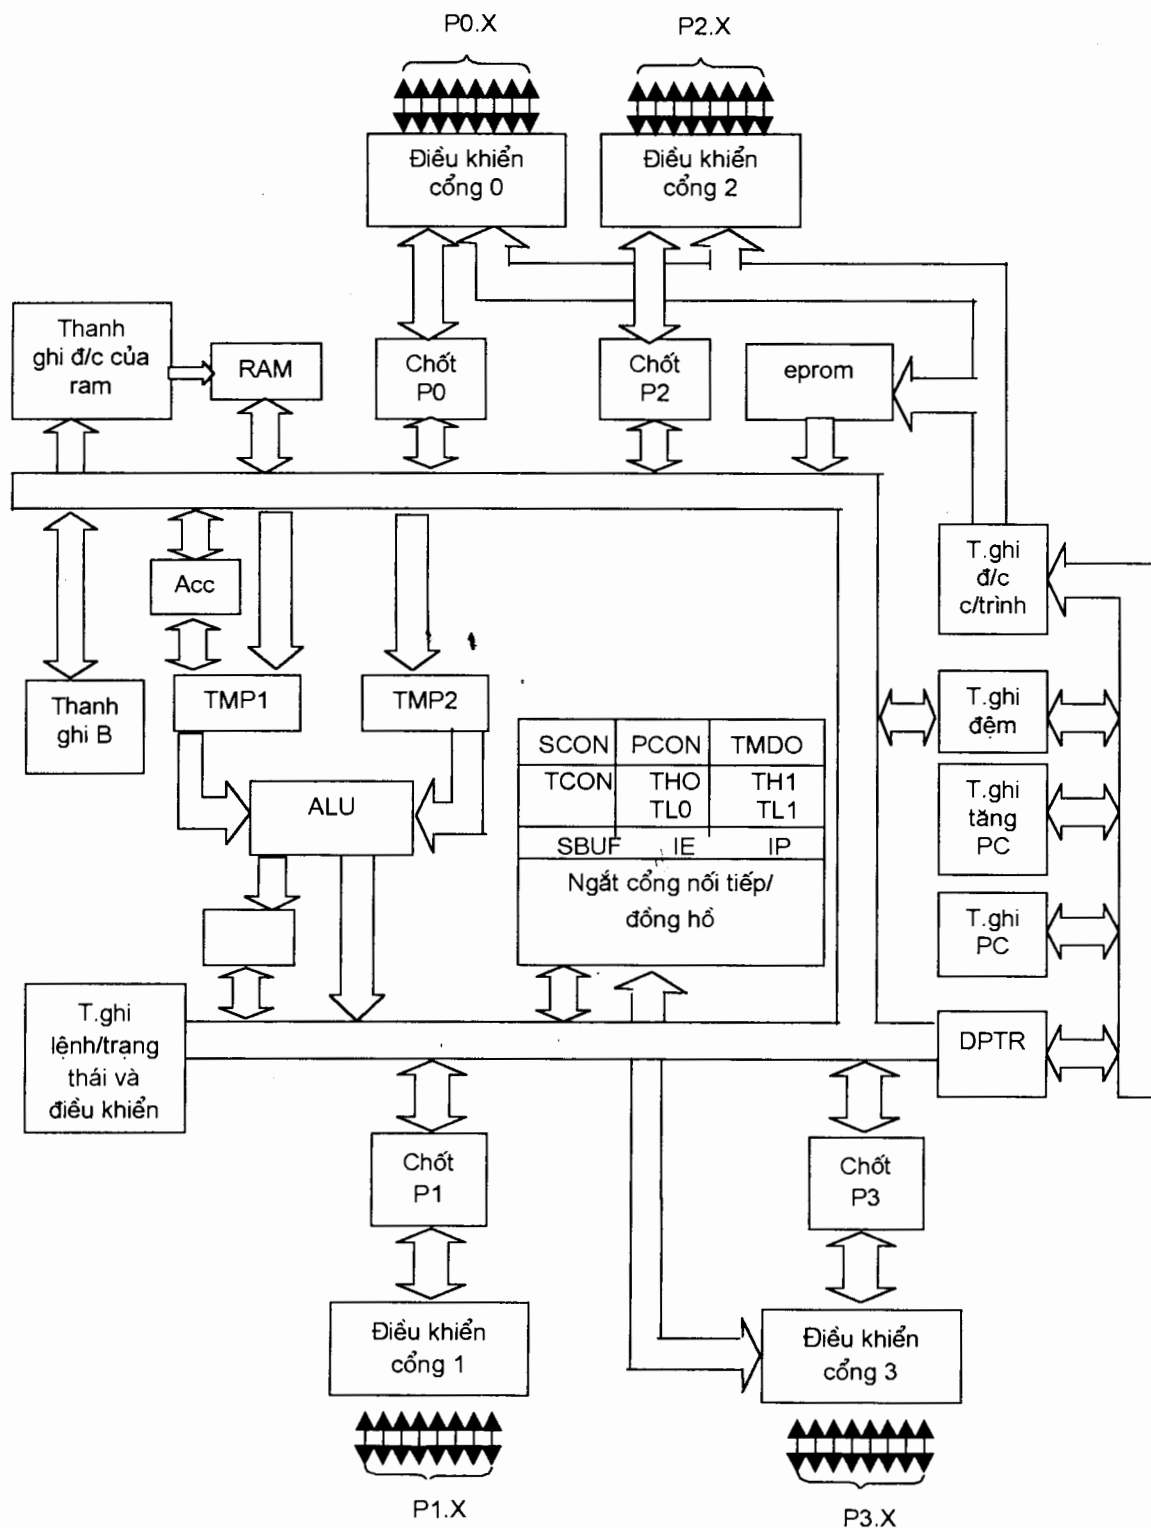 P0.X
P2.X
Điều khiển
cổng 0
Điều khiển
cổng 2
Thanh
ghi đ/c của
ram
RAM
Chốt
P0
Chốt
P2
eprom
T.ghi
đ/c
c/trình
Acc
Thanh
ghi B
TMP1
TMP2
T.ghi
đệm
SCON PCON TMDO
TCON THO TH1
TL0 TL1
SBUF IE IP
Ngắt cổng nối tiếp/
đồng hồ
ALU
T.ghi
tăng
PC
T.ghi
PC
T.ghi
lệnh/trạng
thái và
điều khiển
DPTR
Chốt
P1
Chốt
P3
Điều khiển
cổng 1
Điều khiển
cổng 3
P1.X
P3.X